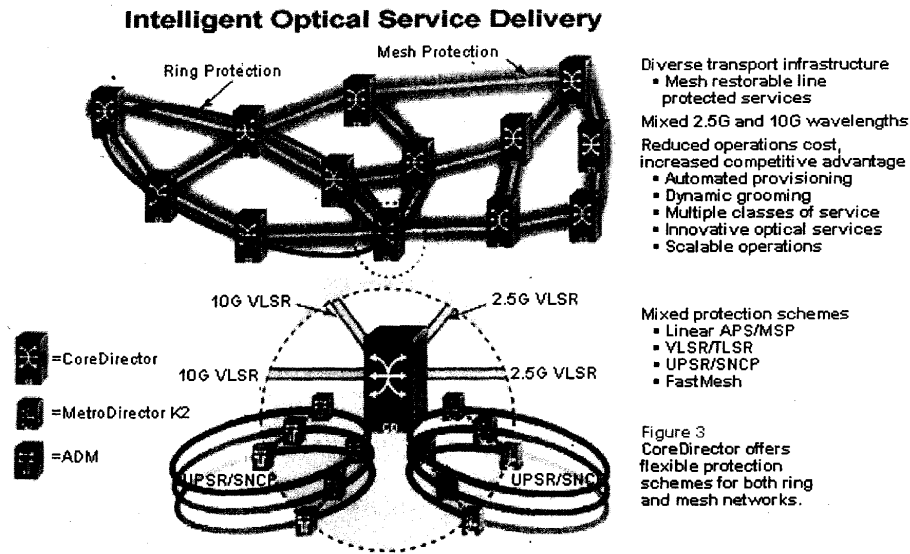 Intelligent Optical Service Delivery
Ring Protection
Mesh Protection
Diverse transport infrastructure
▪ Mesh restorable line
protected services
Mixed 2.5G and 10G wavelengths
Reduced operations cost,
increased competitive advantage
▪ Automated provisioning
▪ Dynamic grooming
▪ Multiple classes of service
▪ Innovative optical services
▪ Scalable operations
10G VLSR
2.5G VLSR
10G VLSR
2.5G VLSR
=CoreDirector
=MetroDirector K2
=ADM
UPSR/SNCP
UPSR/SNCP
Mixed protection schemes
▪ Linear APS/MSP
▪ VLSR/TLSR
▪ UPSR/SNCP
▪ FastMesh
Figure 3
CoreDirector offers
flexible protection
schemes for both ring
and mesh networks.